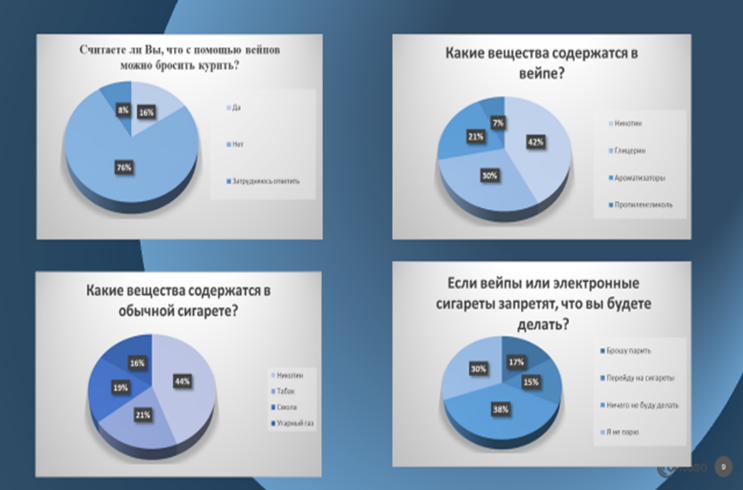 Считаете ли Вы, что с помощью вейпов
можно бросить курить?
8%
16%
76%
Да
Нет
Затрудняюсь ответить
Какие вещества содержатся в
вейпе?
7%
21%
42%
30%
Никотин
Глицерин
Ароматизаторы
Пропиленгликоль
Какие вещества содержатся в
обычной сигарете?
16%
44%
19%
21%
Никотин
Табак
Смола
Угарный газ
Если вейпы или электронные
сигареты запретят, что вы будете
делать?
17%
30%
15%
38%
Брошу парить
Перейду на сигареты
Ничего не буду делать
Я не парю
9